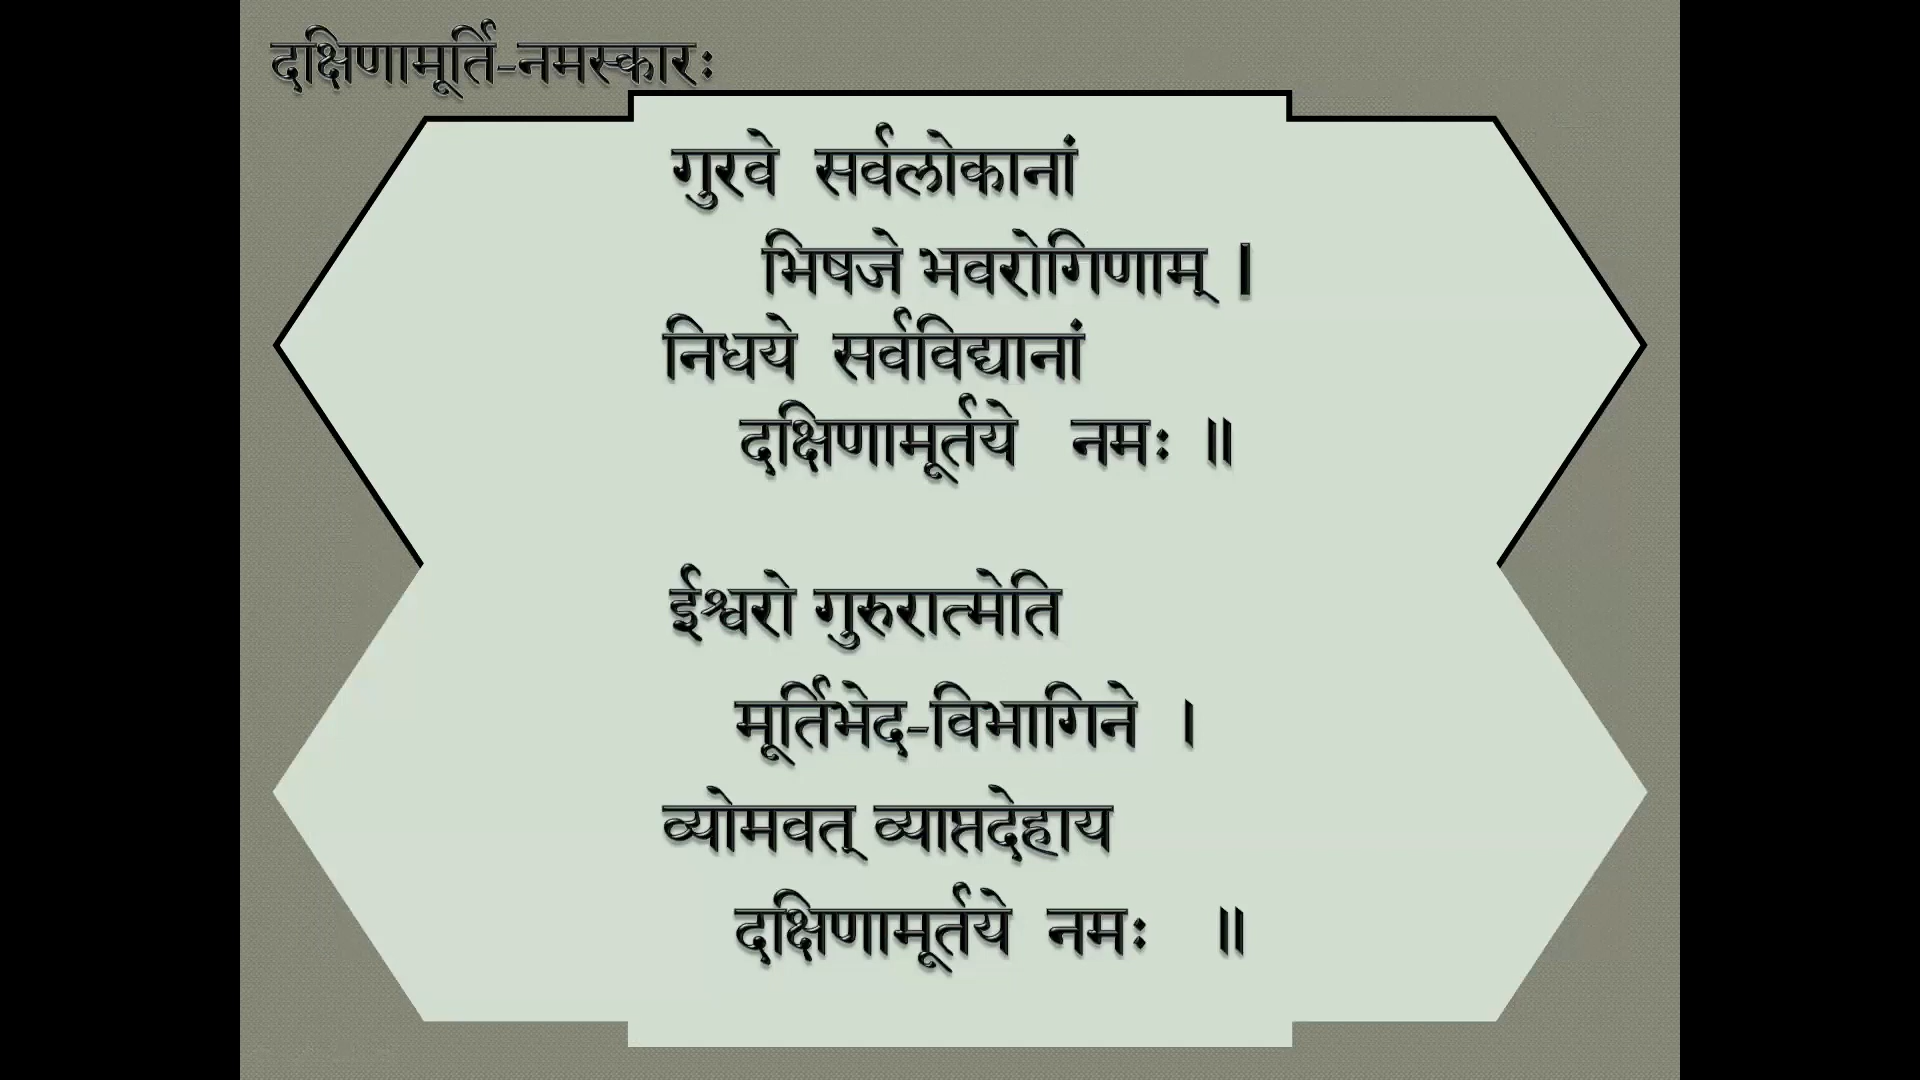 दक्षिणामूर्ति-नमस्कारः
गुरवे सर्वलोकानां
भिषजे भवरोगिणाम् |
निधये सर्वविद्यानां
दक्षिणामूर्तये नमः ॥
ईश्वरो गुरुरात्मेति
मूर्तिभेद-विभागिने ।
व्योमवत् व्याप्तदेहाय
दक्षिणामूर्तये नमः ॥